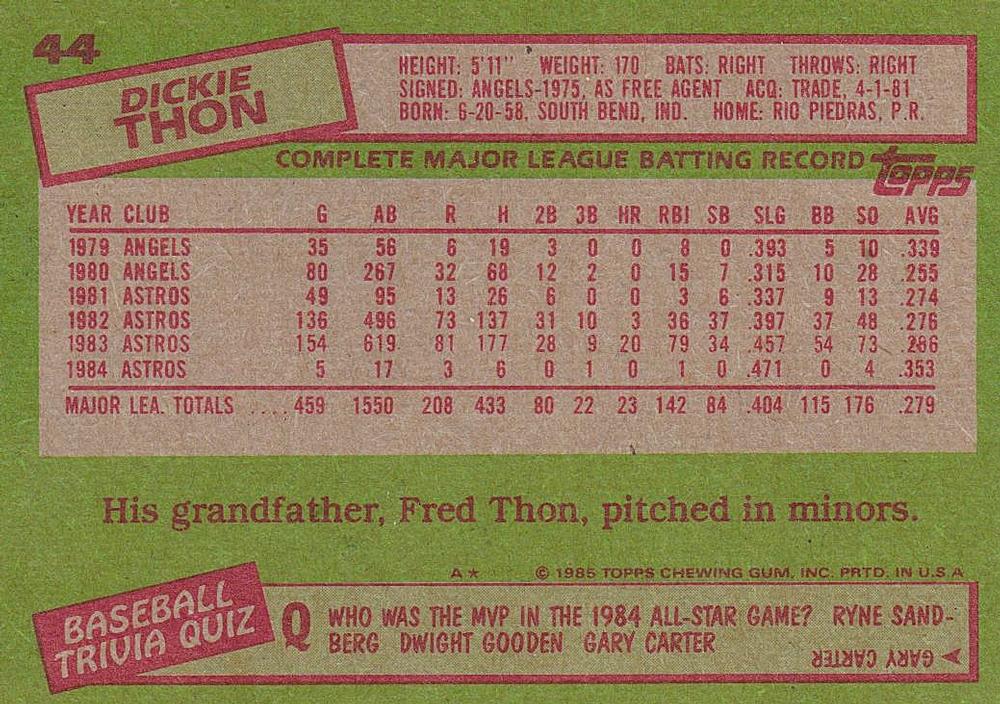 44
DICKIE
THON
HEIGHT: 5'11" WEIGHT: 170 BATS: RIGHT THROWS: RIGHT
SIGNED: ANGELS-1975, AS FREE AGENT ACQ: TRADE, 4-1-81
BORN: 6-20-58, SOUTH BEND, IND. HOME: RIO PIEDRAS, P.R.
COMPLETE MAJOR LEAGUE BATTING RECORD topps
YEAR CLUB G AB R H 2B 3B HR RBI SB SLG BB SO AVG
1979 ANGELS 35 56 6 19 3 0 0 8 0 .393 5 10 .339
1980 ANGELS 80 267 32 68 12 2 0 15 7 .315 10 28 .255
1981 ASTROS 49 95 13 26 6 0 0 3 6 .337 9 13 .274
1982 ASTROS 136 496 73 137 31 10 3 36 37 .397 37 48 .276
1983 ASTROS 154 619 81 177 28 9 20 79 34 .457 54 73 .286
1984 ASTROS 5 17 3 6 0 1 0 1 0 .471 0 4 .353
MAJOR LEA. TOTALS ....459 1550 208 433 80 22 23 142 84 .404 115 176 .279
His grandfather, Fred Thon, pitched in minors.
A★ © 1985 TOPPS CHEWING GUM, INC. PRTD. IN U.S.A
BASEBALL
TRIVIA QUIZ
Q WHO WAS THE MVP IN THE 1984 ALL-STAR GAME? RYNE SAND-
BERG DWIGHT GOODEN GARY CARTER
GARY CARTER